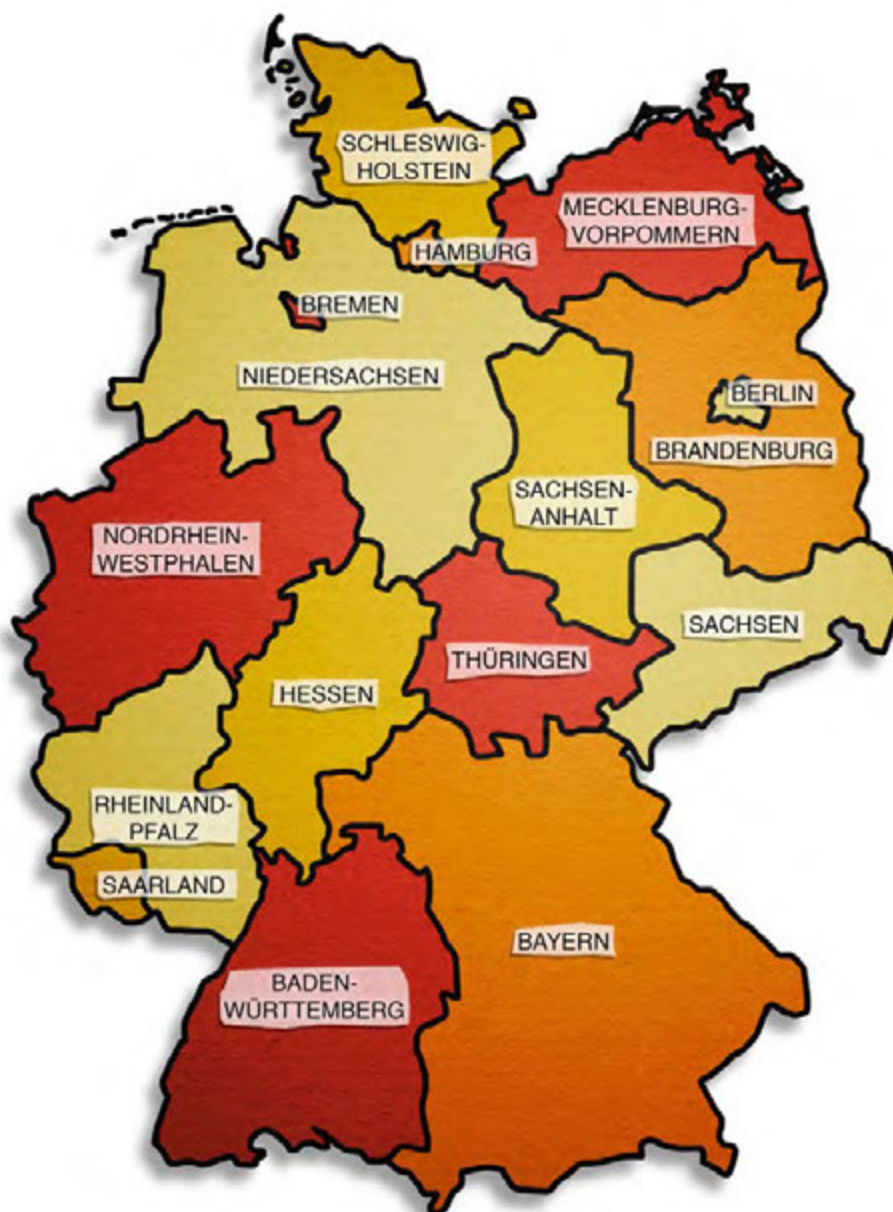 SCHLESWIG-
HOLSTEIN
MECKLENBURG-
VORPOMMERN
HAMBURG
BREMEN
NIEDERSACHSEN
BERLIN
BRANDENBURG
SACHSEN-
ANHALT
NORDRHEIN-
WESTPHALEN
SACHSEN
THÜRINGEN
HESSEN
RHEINLAND-
PFALZ
SAARLAND
BAYERN
BADEN-
WÜRTTEMBERG